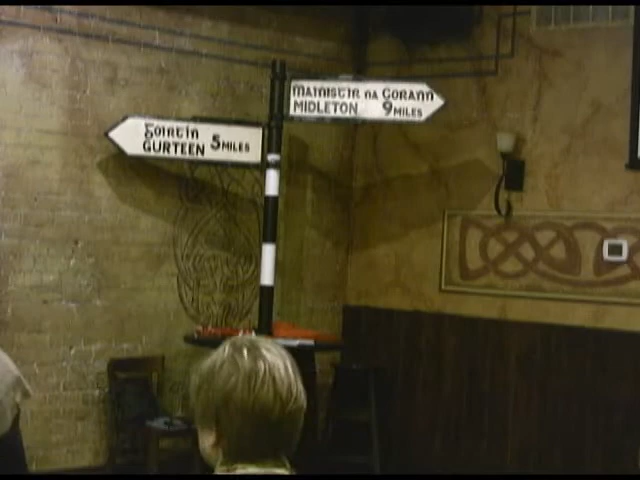 Mainistir na Corann
MIDLETON 9 MILES
Goirtín
GURTEEN 5 MILES